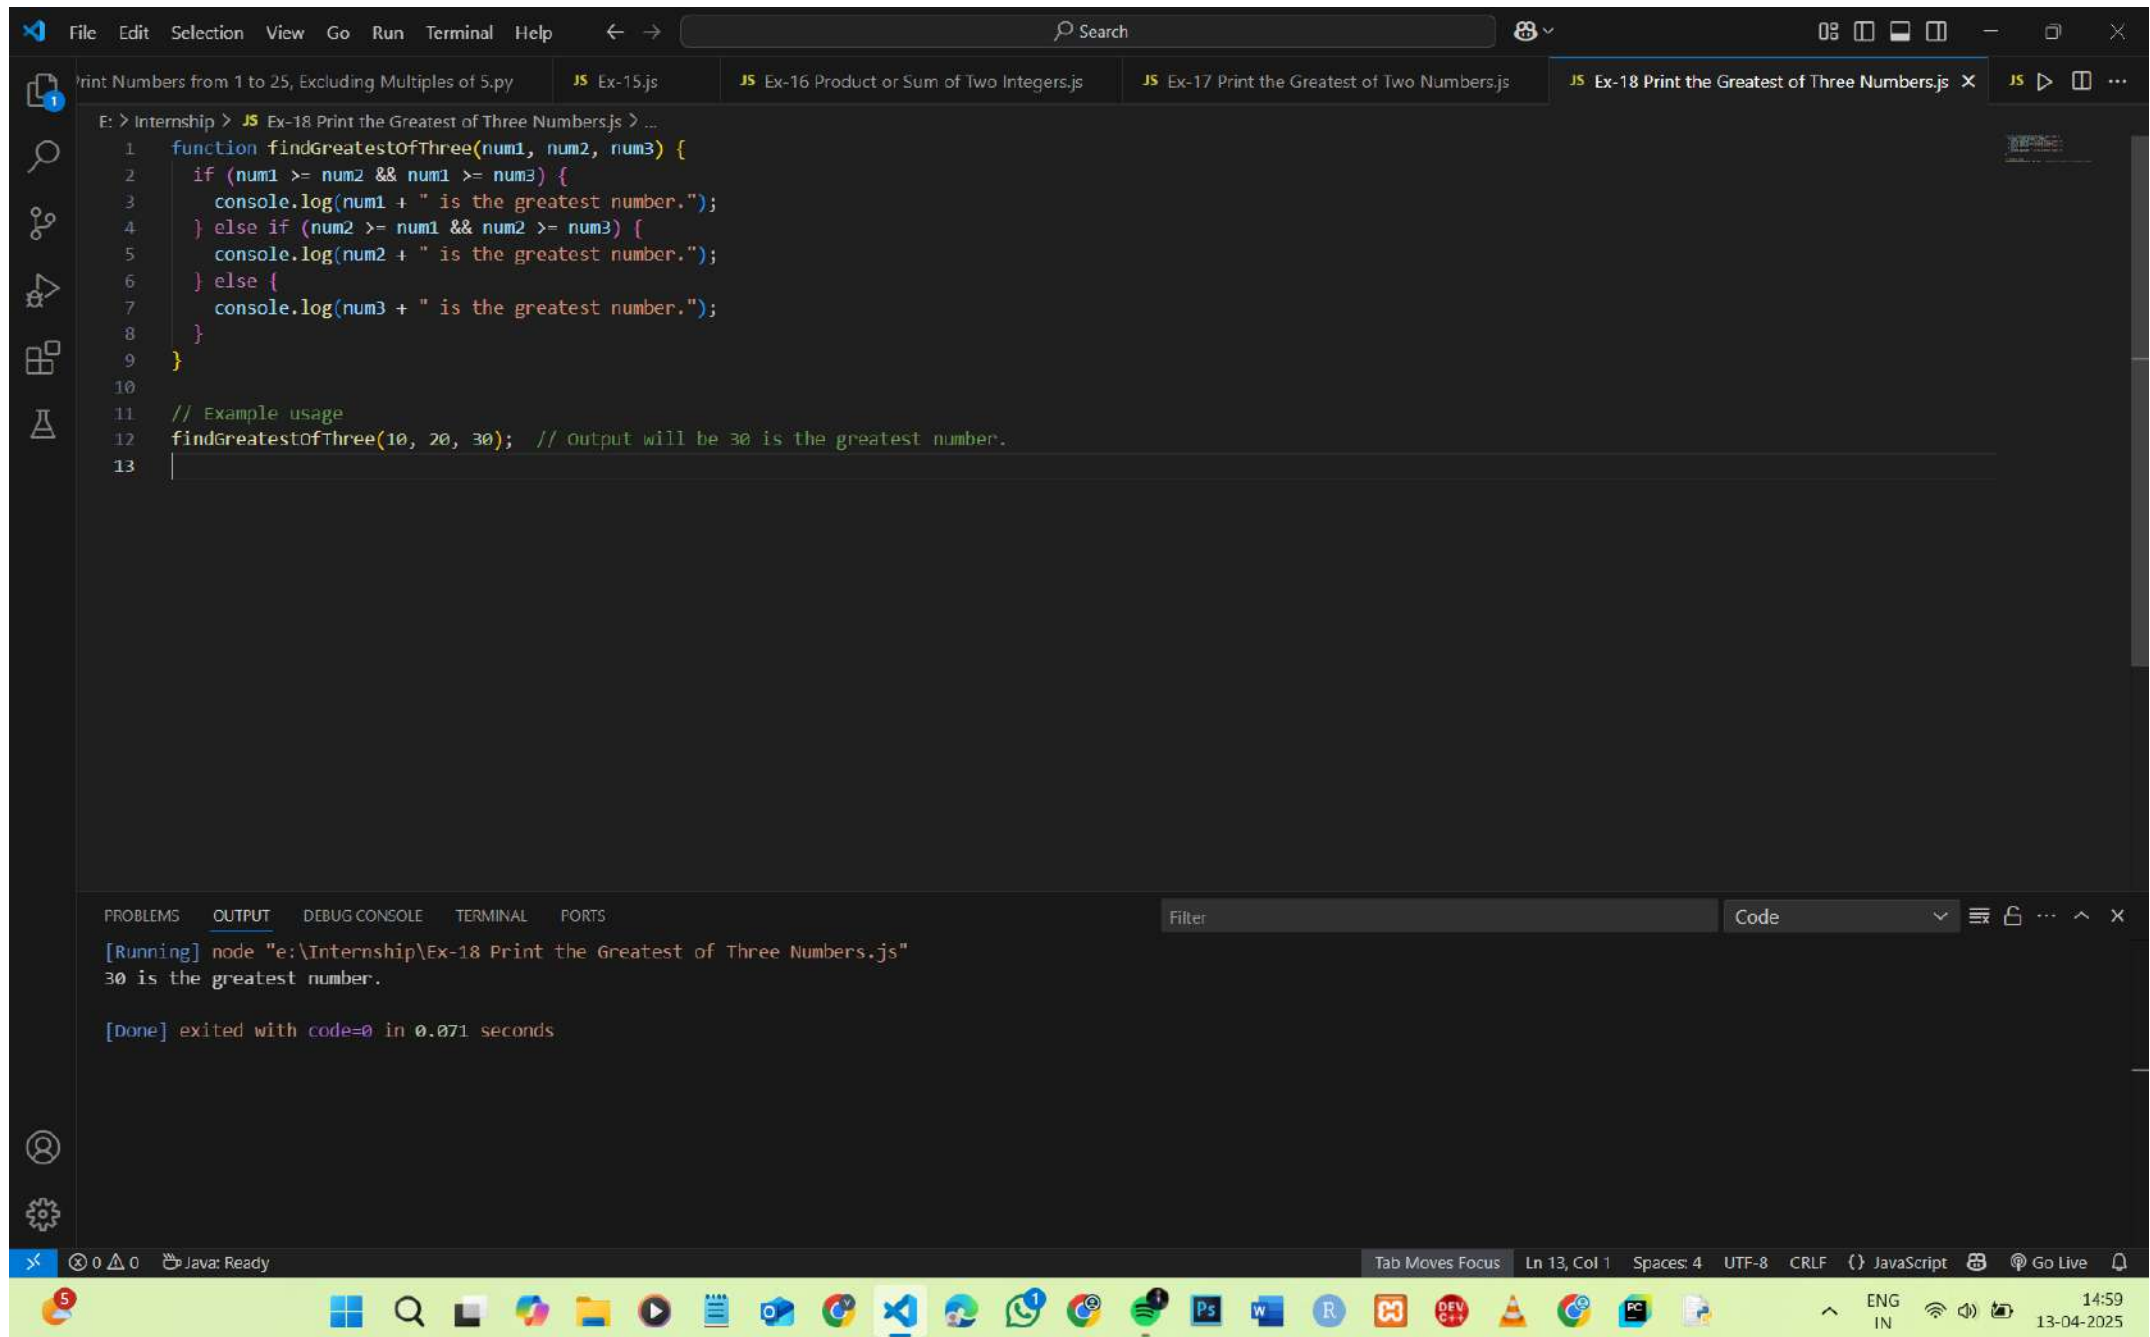 File Edit Selection View Go Run Terminal Help Search
rint Numbers from 1 to 25, Excluding Multiples of 5.py JS Ex-15.js JS Ex-16 Product or Sum of Two Integers.js JS Ex-17 Print the Greatest of Two Numbers.js JS Ex-18 Print the Greatest of Three Numbers.js JS
1
E: > Internship > JS Ex-18 Print the Greatest of Three Numbers.js > ...
1 function findGreatestOfThree(num1, num2, num3) {
2 if (num1 >= num2 && num1 >= num3) {
3 console.log(num1 + " is the greatest number.");
4 } else if (num2 >= num1 && num2 >= num3) {
5 console.log(num2 + " is the greatest number.");
6 } else {
7 console.log(num3 + " is the greatest number.");
8 }
9 }
10
11 // Example usage
12 findGreatestOfThree(10, 20, 30); // Output will be 30 is the greatest number.
13
PROBLEMS OUTPUT DEBUG CONSOLE TERMINAL PORTS Filter Code
[Running] node "e:\Internship\Ex-18 Print the Greatest of Three Numbers.js"
30 is the greatest number.
[Done] exited with code=0 in 0.071 seconds
0 0 Java: Ready Tab Moves Focus Ln 13, Col 1 Spaces: 4 UTF-8 CRLF {} JavaScript Go Live
5 1 Ps W R DEV C++ PC ENG 14:59
IN 13-04-2025